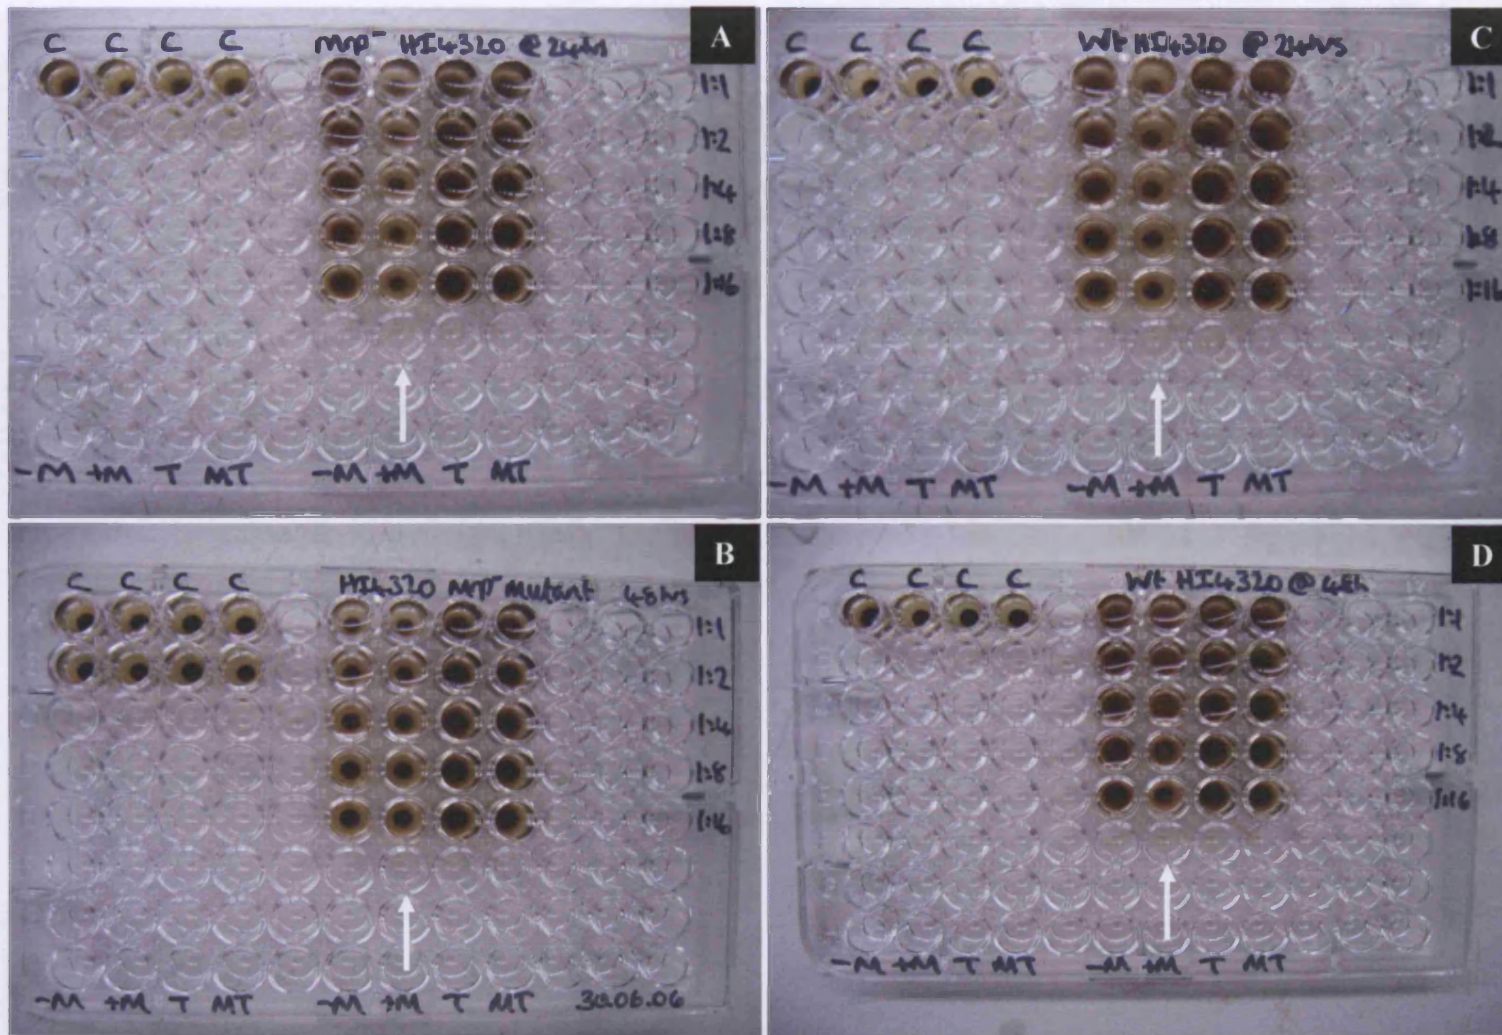 A
C C C C mrp⁻ HI4320 @ 24hrs
1:1
1:2
1:4
1:8
1:16
-M +M T MT -M +M T MT
C
C C C C Wt HI4320 @ 24hrs
1:1
1:2
1:4
1:8
1:16
-M +M T MT -M +M T MT
B
C C C C HI4320 mrp⁻ mutant 48hrs
1:1
1:2
1:4
1:8
1:16
-M +M T MT -M +M T MT 30.06.06
D
C C C C Wt HI4320 @ 48h
1:1
1:2
1:4
1:8
1:16
-M +M T MT -M +M T MT